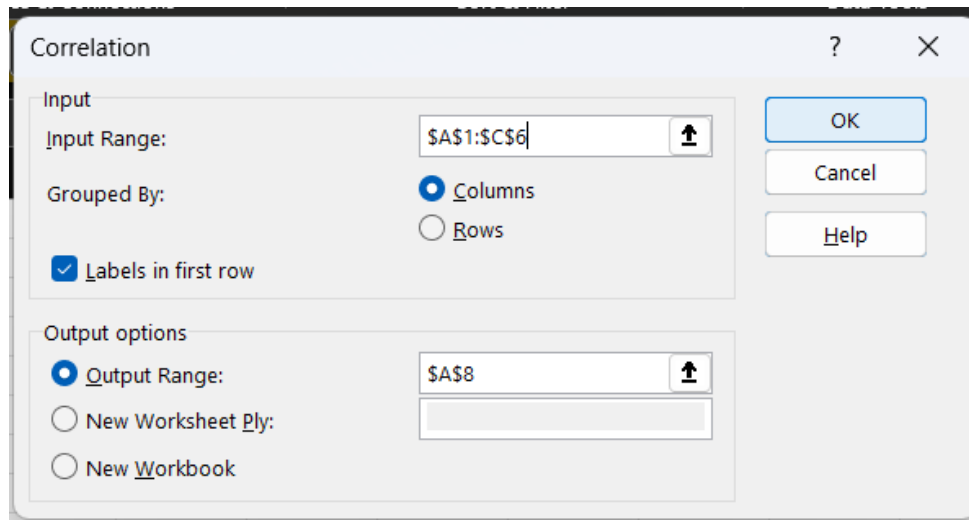 Correlation ? ×
Input
Input Range: $A$1:$C$6
Grouped By: Columns
Rows
Labels in first row
Output options
Output Range: $A$8
New Worksheet Ply:
New Workbook
OK
Cancel
Help